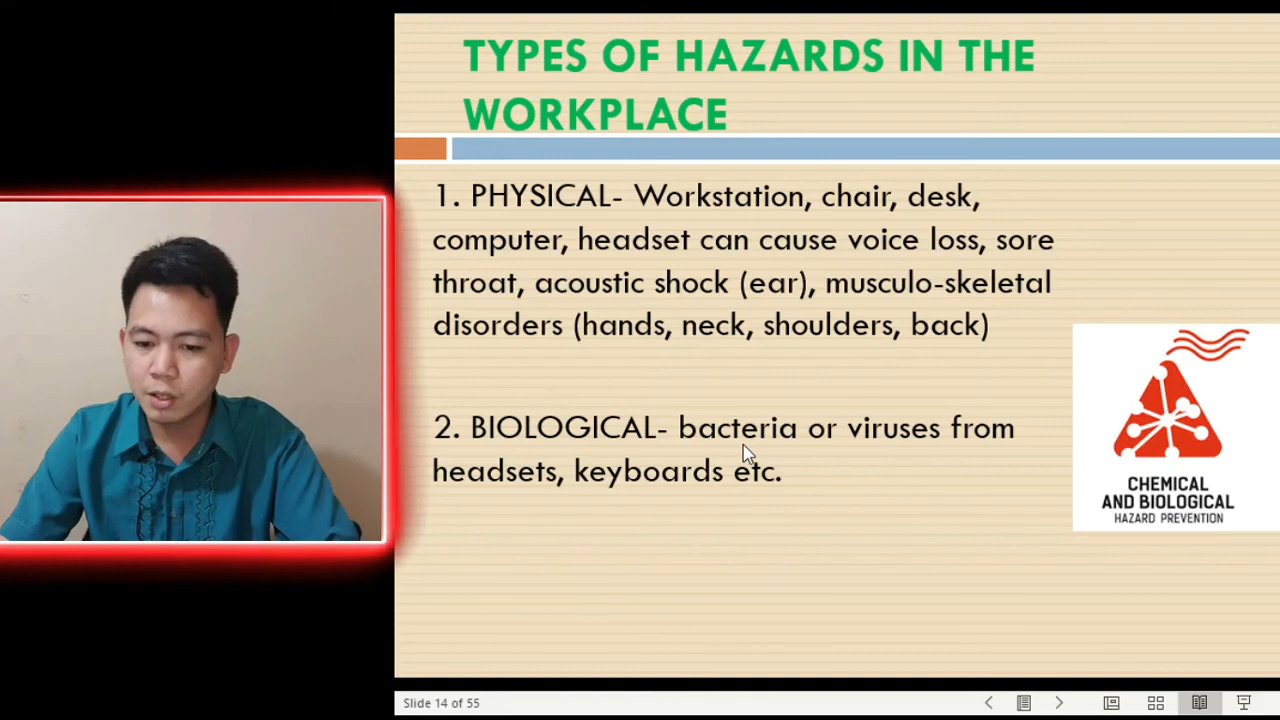 TYPES OF HAZARDS IN THE
WORKPLACE
1. PHYSICAL- Workstation, chair, desk,
computer, headset can cause voice loss, sore
throat, acoustic shock (ear), musculo-skeletal
disorders (hands, neck, shoulders, back)
2. BIOLOGICAL- bacteria or viruses from
headsets, keyboards etc.
CHEMICAL
AND BIOLOGICAL
HAZARD PREVENTION
Slide 14 of 55